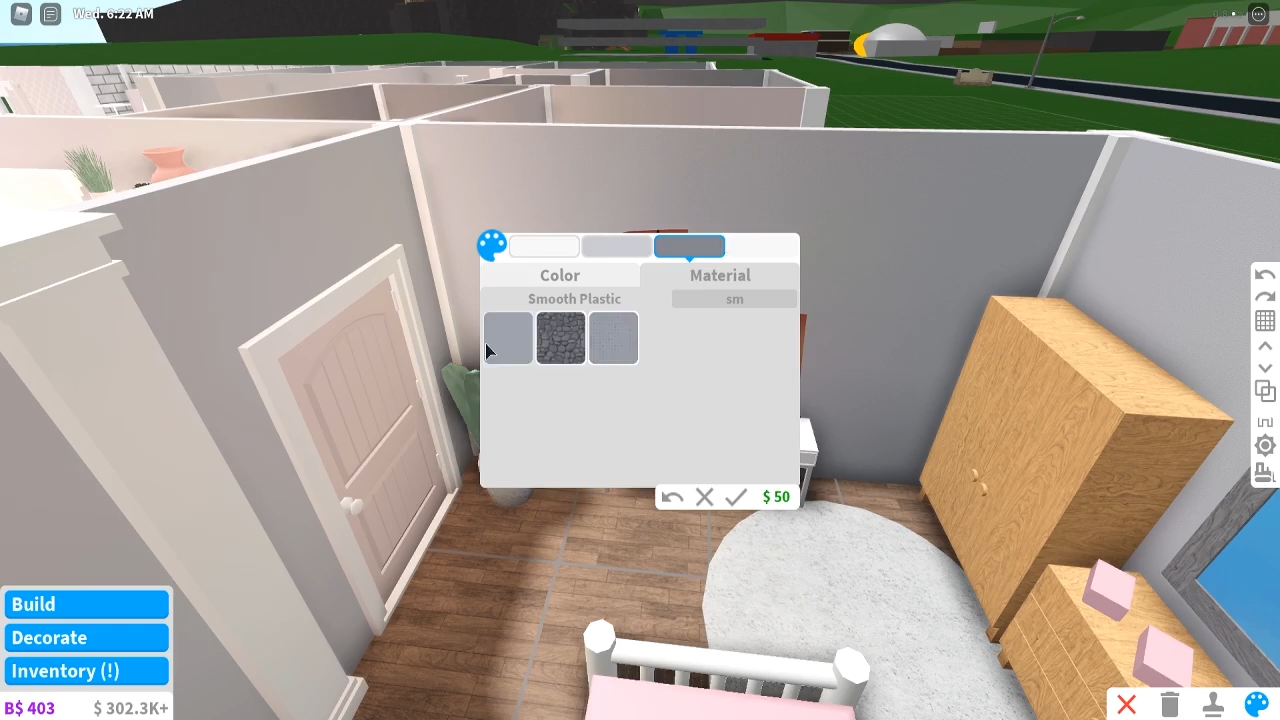 Wed. 6:22 AM
Color
Material
Smooth Plastic
sm
$ 50
Build
Decorate
Inventory (!)
B$ 403
$ 302.3K+